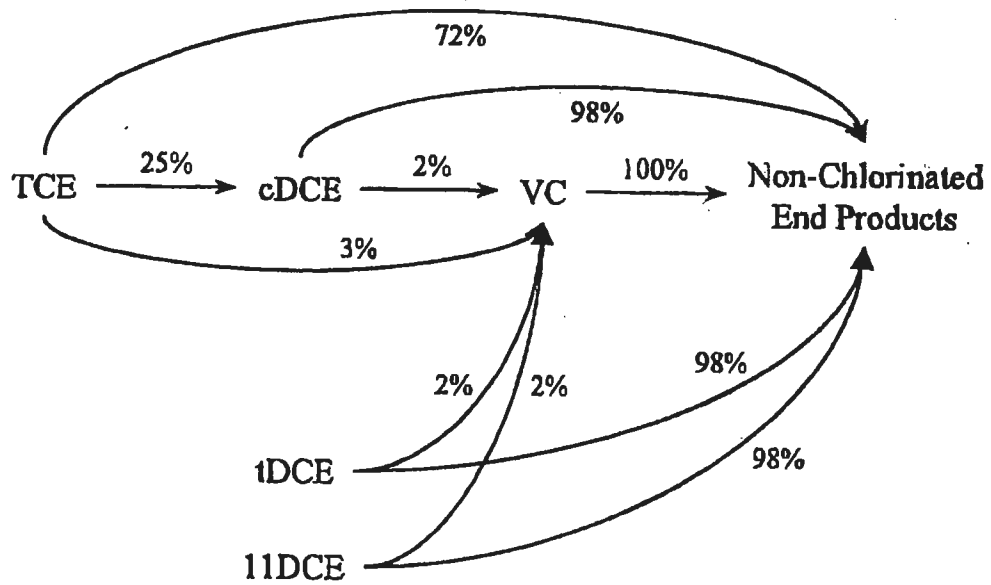 72%
98%
TCE 25% cDCE 2% VC 100% Non-Chlorinated
End Products
3%
2% 2% 98%
tDCE 98%
11DCE